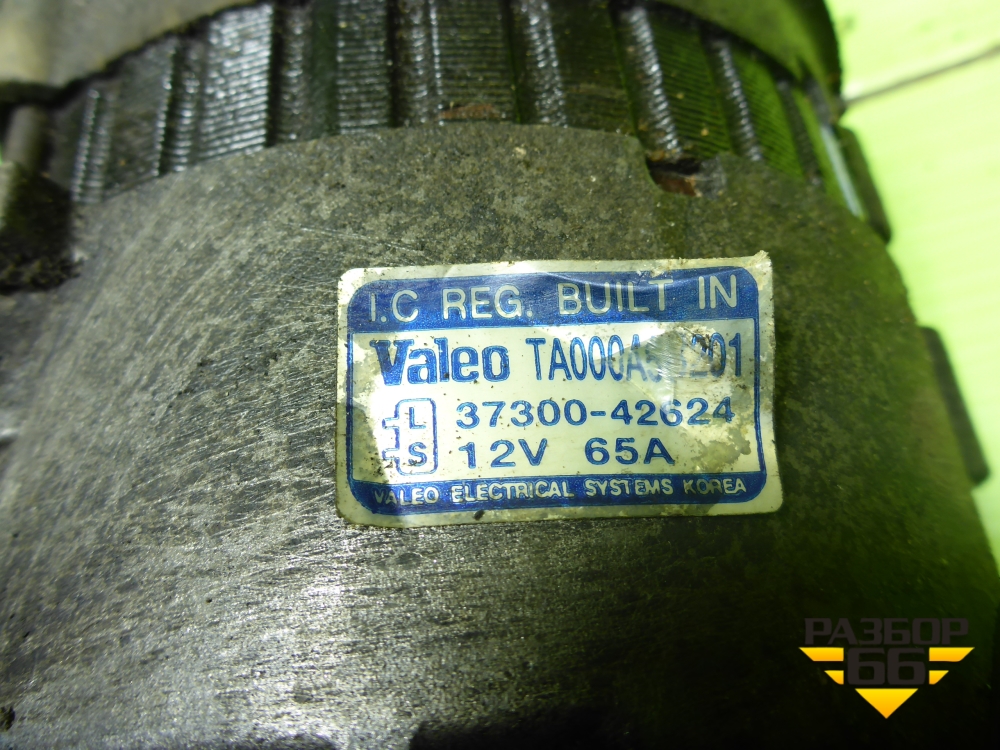 I.C REG. BUILT IN
Valeo
L 37300-42624
S 12V 65A
VALEO ELECTRICAL SYSTEMS KOREA
РАЗБОР
66